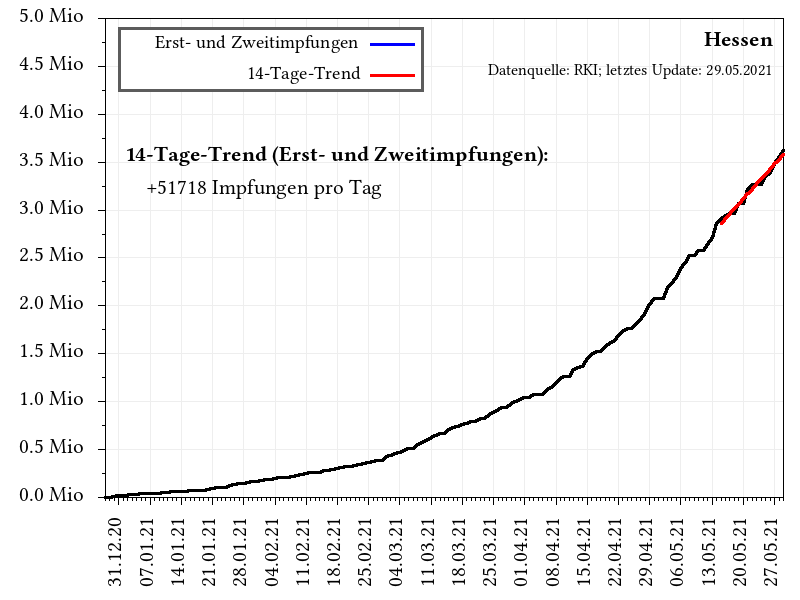 5.0 Mio
4.5 Mio
4.0 Mio
3.5 Mio
3.0 Mio
2.5 Mio
2.0 Mio
1.5 Mio
1.0 Mio
0.5 Mio
0.0 Mio
Erst- und Zweitimpfungen
14-Tage-Trend
Hessen
Datenquelle: RKI; letztes Update: 29.05.2021
14-Tage-Trend (Erst- und Zweitimpfungen):
+51718 Impfungen pro Tag
31.12.20
07.01.21
14.01.21
21.01.21
28.01.21
04.02.21
11.02.21
18.02.21
25.02.21
04.03.21
11.03.21
18.03.21
25.03.21
01.04.21
08.04.21
15.04.21
22.04.21
29.04.21
06.05.21
13.05.21
20.05.21
27.05.21